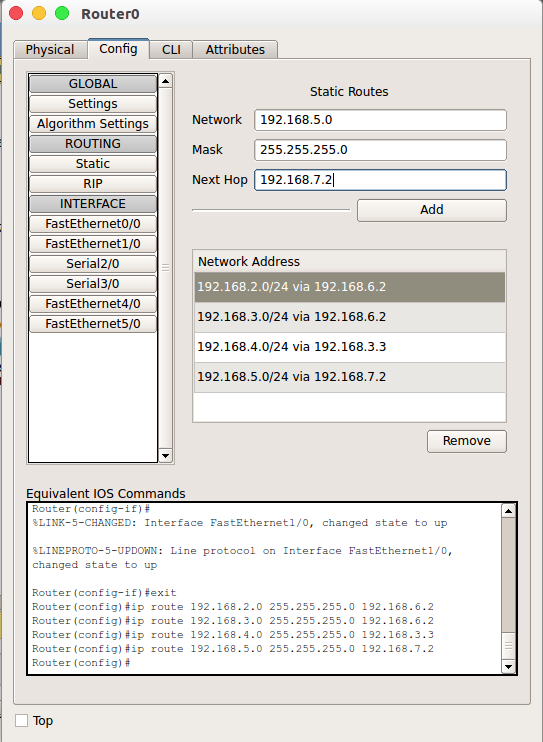 Router0
Physical Config CLI Attributes
GLOBAL
Settings
Algorithm Settings
ROUTING
Static
RIP
INTERFACE
FastEthernet0/0
FastEthernet1/0
Serial2/0
Serial3/0
FastEthernet4/0
FastEthernet5/0
Static Routes
Network 192.168.5.0
Mask 255.255.255.0
Next Hop 192.168.7.2
Add
Network Address
192.168.2.0/24 via 192.168.6.2
192.168.3.0/24 via 192.168.6.2
192.168.4.0/24 via 192.168.3.3
192.168.5.0/24 via 192.168.7.2
Remove
Equivalent IOS Commands
Router(config-if)#
%LINK-5-CHANGED: Interface FastEthernet1/0, changed state to up
%LINEPROTO-5-UPDOWN: Line protocol on Interface FastEthernet1/0,
changed state to up
Router(config-if)#exit
Router(config)#ip route 192.168.2.0 255.255.255.0 192.168.6.2
Router(config)#ip route 192.168.3.0 255.255.255.0 192.168.6.2
Router(config)#ip route 192.168.4.0 255.255.255.0 192.168.3.3
Router(config)#ip route 192.168.5.0 255.255.255.0 192.168.7.2
Router(config)#
Top